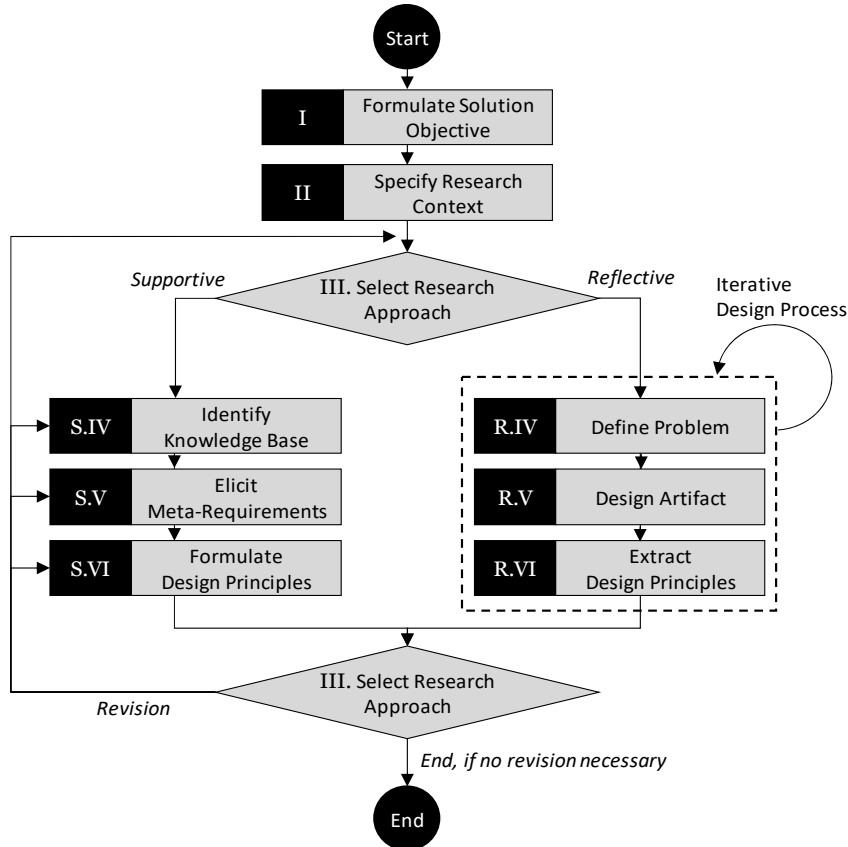 Start
I
Formulate Solution
Objective
II
Specify Research
Context
Supportive
Reflective
III. Select Research
Approach
Iterative
Design Process
S.IV
Identify
Knowledge Base
R.IV
Define Problem
S.V
Elicit
Meta-Requirements
R.V
Design Artifact
S.VI
Formulate
Design Principles
R.VI
Extract
Design Principles
III. Select Research
Approach
Revision
End, if no revision necessary
End